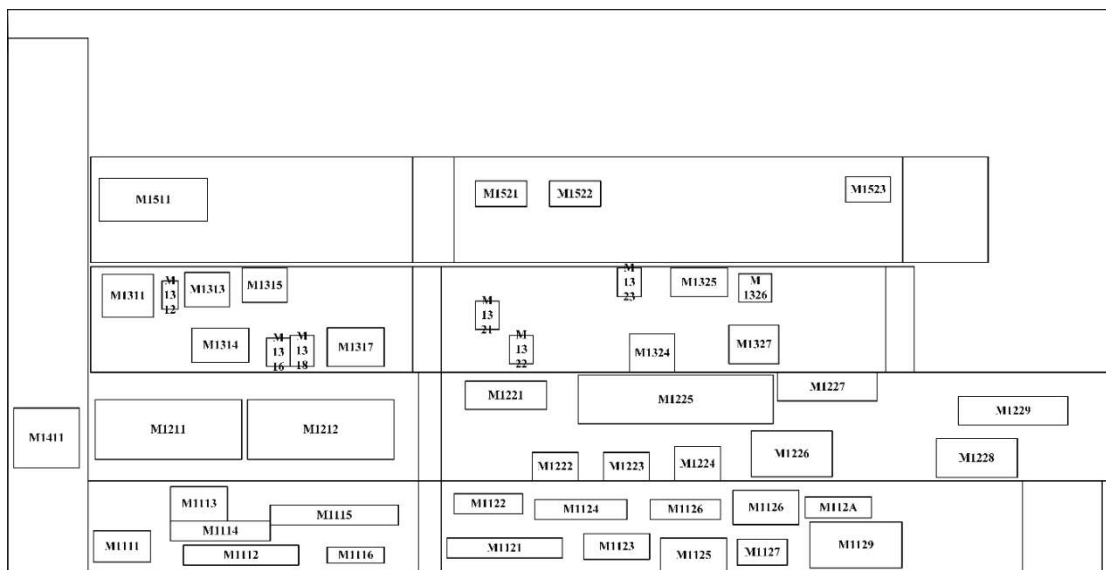 M1511
M1521
M1522
M1523
M1311
M
13
12
M1313
M1315
M1314
M
13
16
M
13
18
M1317
M
13
21
M
13
22
M
13
23
M1325
M
1326
M1324
M1327
M1411
M1211
M1212
M1221
M1225
M1227
M1229
M1222
M1223
M1224
M1226
M1228
M1113
M1114
M1115
M1111
M1112
M1116
M1122
M1124
M1126
M1126
M112A
M1121
M1123
M1125
M1127
M1129